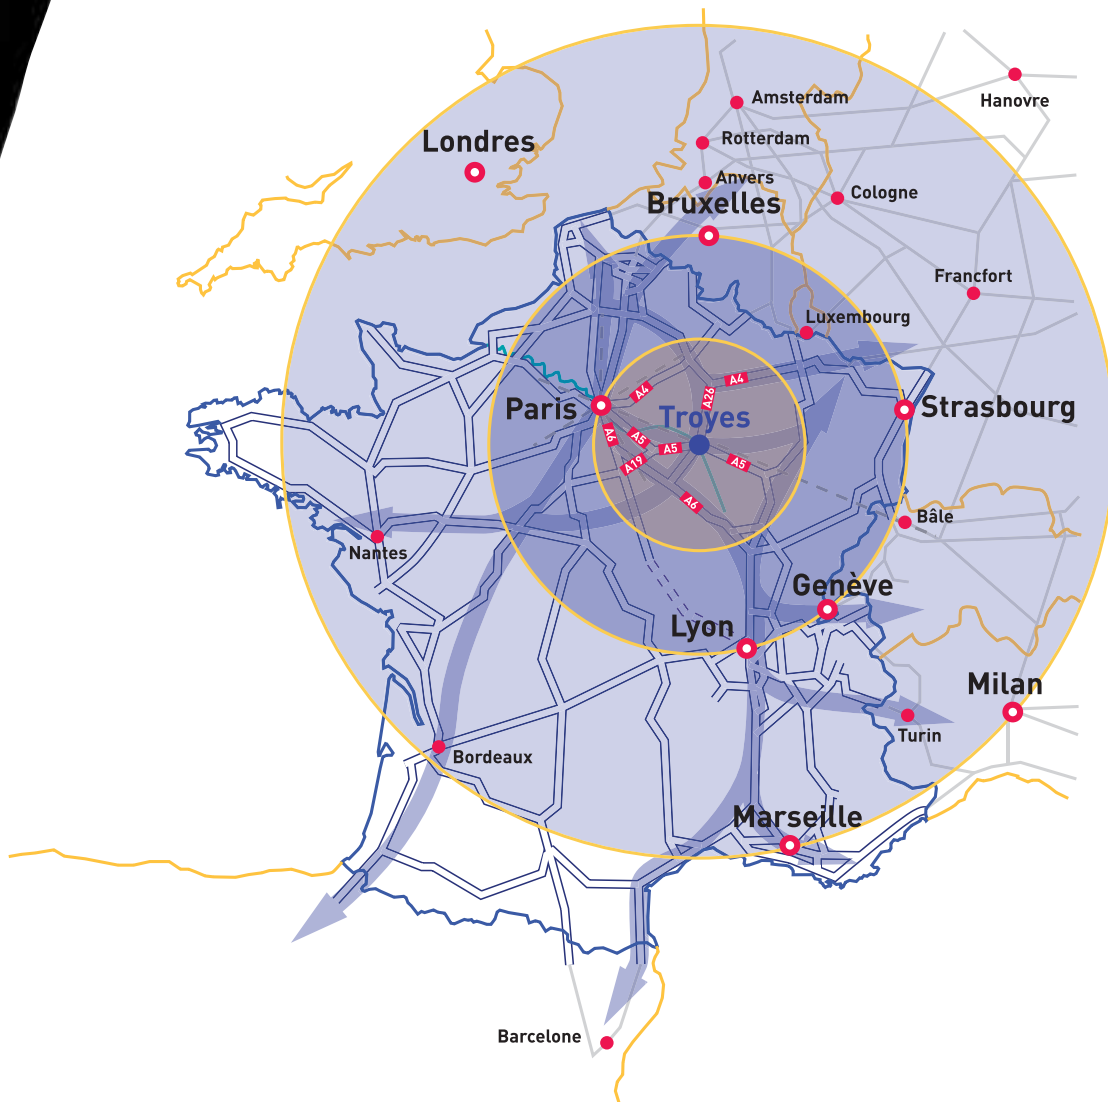 Hanovre
Amsterdam
Londres
Rotterdam
Anvers
Cologne
Bruxelles
Francfort
Luxembourg
A4
A4
A26
Paris
Troyes
Strasbourg
A6
A5
A5
A19
A5
A6
Bâle
Nantes
Genève
Lyon
Milan
Turin
Bordeaux
Marseille
Barcelone